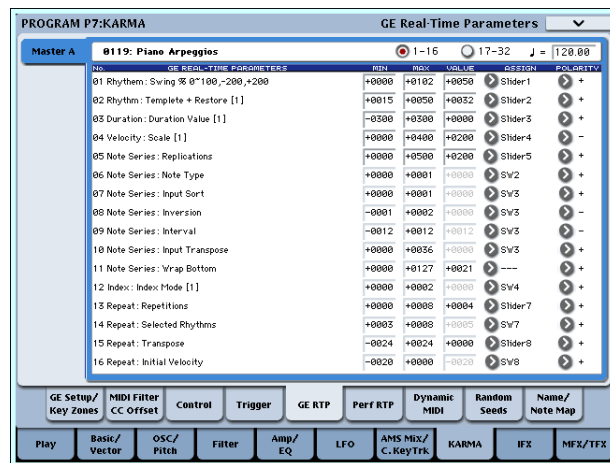 PROGRAM P7:KARMA GE Real-Time Parameters
Master A 0119: Piano Arpeggios 1-16 17-32 ♩ = 120.00
No. GE REAL-TIME PARAMETERS MIN MAX VALUE ASSIGN POLARITY
01 Rhythem: Swing % 0~100,-200,+200 +0000 +0102 +0050 Slider1 +
02 Rhythm: Templete + Restore [1] +0015 +0050 +0032 Slider2 +
03 Duration: Duration Value [1] -0300 +0300 +0000 Slider3 +
04 Velocity: Scale [1] +0000 +0400 +0200 Slider4 -
05 Note Series: Replications +0000 +0500 +0200 Slider5 +
06 Note Series: Note Type +0000 +0001 +0000 SW2 +
07 Note Series: Input Sort +0000 +0001 +0000 SW3 +
08 Note Series: Inversion -0001 +0002 +0000 SW3 -
09 Note Series: Interval -0012 +0012 +0012 SW3 -
10 Note Series: Input Transpose +0000 +0036 +0000 SW3 +
11 Note Series: Wrap Bottom +0000 +0127 +0021 --- +
12 Index: Index Mode [1] +0000 +0002 +0000 SW4 +
13 Repeat: Repetitions +0000 +0008 +0004 Slider7 +
14 Repeat: Selected Rhythms +0003 +0008 +0005 SW7 +
15 Repeat: Transpose -0024 +0024 +0000 Slider8 +
16 Repeat: Initial Velocity -0020 +0000 -0020 SW8 +
GE Setup/ Key Zones MIDI Filter CC Offset Control Trigger GE RTP Perf RTP Dynamic MIDI Random Seeds Name/ Note Map
Play Basic/ Vector OSC/ Pitch Filter Amp/ EQ LFO AMS Mix/ C.KeyTrk KARMA IFX MFX/TFX